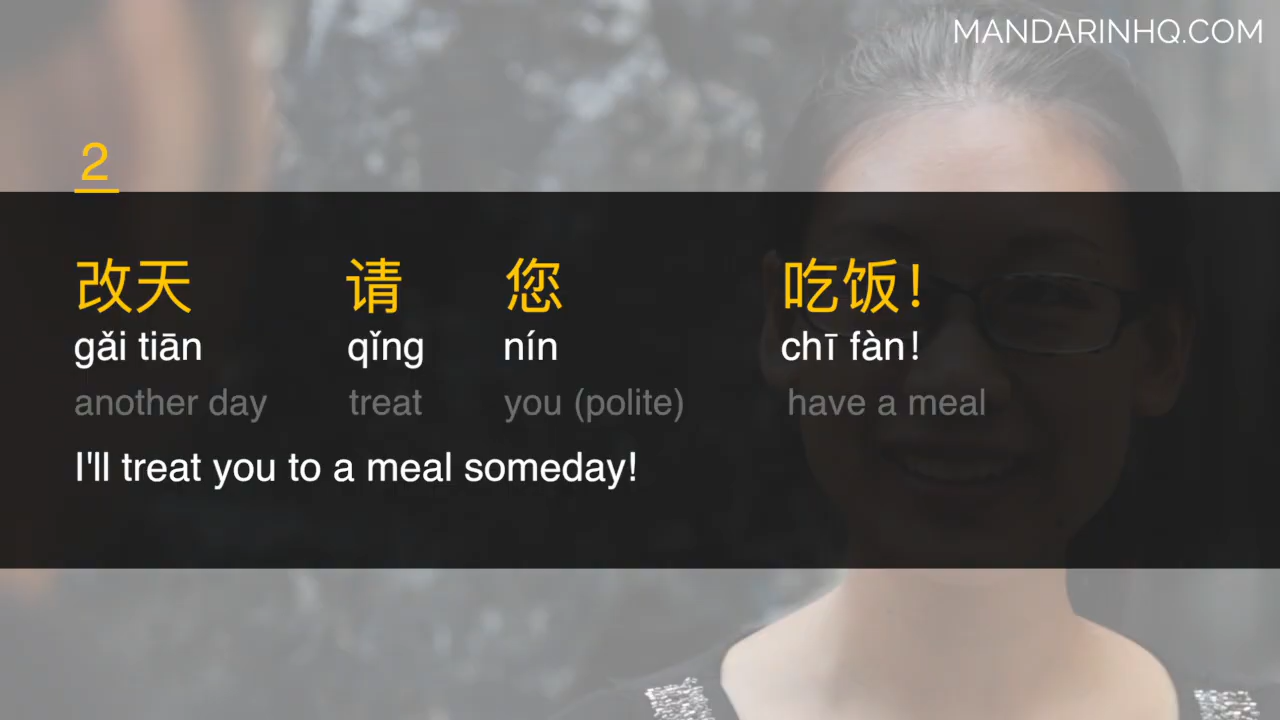 MANDARINHQ.COM
2
改天 请 您 吃饭!
gǎi tiān qǐng nín chī fàn!
another day treat you (polite) have a meal
I'll treat you to a meal someday!